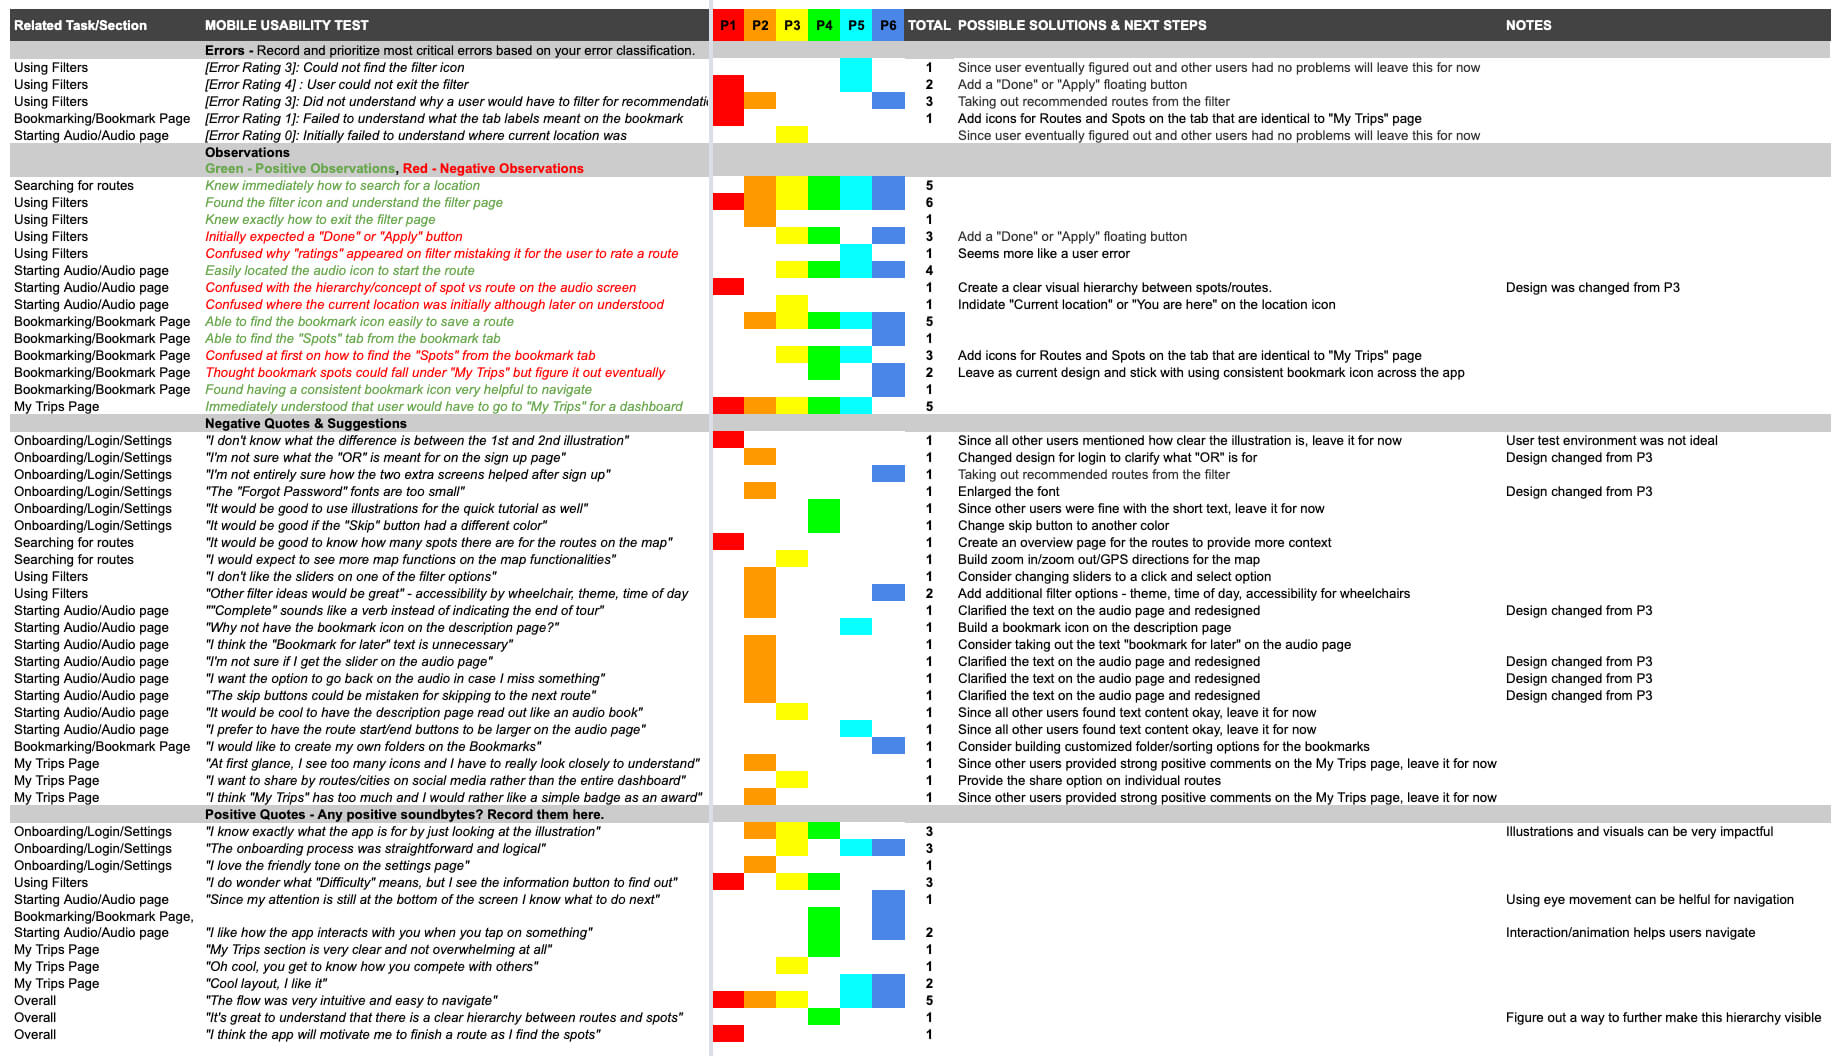 Related Task/Section MOBILE USABILITY TEST P1 P2 P3 P4 P5 P6 TOTAL POSSIBLE SOLUTIONS & NEXT STEPS NOTES
Errors - Record and prioritize most critical errors based on your error classification.
Using Filters [Error Rating 3]: Could not find the filter icon 1 Since user eventually figured out and other users had no problems will leave this for now
Using Filters [Error Rating 4] : User could not exit the filter 2 Add a "Done" or "Apply" floating button
Using Filters [Error Rating 3]: Did not understand why a user would have to filter for recommendati 3 Taking out recommended routes from the filter
Bookmarking/Bookmark Page [Error Rating 1]: Failed to understand what the tab labels meant on the bookmark 1 Add icons for Routes and Spots on the tab that are identical to "My Trips" page
Starting Audio/Audio page [Error Rating 0]: Initially failed to understand where current location was Since user eventually figured out and other users had no problems will leave this for now
Observations
Green - Positive Observations, Red - Negative Observations
Searching for routes Knew immediately how to search for a location 5
Using Filters Found the filter icon and understand the filter page 6
Using Filters Knew exactly how to exit the filter page 1
Using Filters Initially expected a "Done" or "Apply" button 3 Add a "Done" or "Apply" floating button
Using Filters Confused why "ratings" appeared on filter mistaking it for the user to rate a route 1 Seems more like a user error
Starting Audio/Audio page Easily located the audio icon to start the route 4
Starting Audio/Audio page Confused with the hierarchy/concept of spot vs route on the audio screen 1 Create a clear visual hierarchy between spots/routes. Design was changed from P3
Starting Audio/Audio page Confused where the current location was initially although later on understood 1 Indidate "Current location" or "You are here" on the location icon
Bookmarking/Bookmark Page Able to find the bookmark icon easily to save a route 5
Bookmarking/Bookmark Page Able to find the "Spots" tab from the bookmark tab 1
Bookmarking/Bookmark Page Confused at first on how to find the "Spots" from the bookmark tab 3 Add icons for Routes and Spots on the tab that are identical to "My Trips" page
Bookmarking/Bookmark Page Thought bookmark spots could fall under "My Trips" but figure it out eventually 2 Leave as current design and stick with using consistent bookmark icon across the app
Bookmarking/Bookmark Page Found having a consistent bookmark icon very helpful to navigate 1
My Trips Page Immediately understood that user would have to go to "My Trips" for a dashboard 5
Negative Quotes & Suggestions
Onboarding/Login/Settings "I don't know what the difference is between the 1st and 2nd illustration" 1 Since all other users mentioned how clear the illustration is, leave it for now User test environment was not ideal
Onboarding/Login/Settings "I'm not sure what the "OR" is meant for on the sign up page" 1 Changed design for login to clarify what "OR" is for Design changed from P3
Onboarding/Login/Settings "I'm not entirely sure how the two extra screens helped after sign up" 1 Taking out recommended routes from the filter
Onboarding/Login/Settings "The "Forgot Password" fonts are too small" 1 Enlarged the font Design changed from P3
Onboarding/Login/Settings "It would be good to use illustrations for the quick tutorial as well" 1 Since other users were fine with the short text, leave it for now
Onboarding/Login/Settings "It would be good if the "Skip" button had a different color" 1 Change skip button to another color
Searching for routes "It would be good to know how many spots there are for the routes on the map" 1 Create an overview page for the routes to provide more context
Searching for routes "I would expect to see more map functions on the map functionalities" 1 Build zoom in/zoom out/GPS directions for the map
Using Filters "I don't like the sliders on one of the filter options" 1 Consider changing sliders to a click and select option
Using Filters "Other filter ideas would be great" - accessibility by wheelchair, theme, time of day 2 Add additional filter options - theme, time of day, accessibility for wheelchairs
Starting Audio/Audio page ""Complete" sounds like a verb instead of indicating the end of tour" 1 Clarified the text on the audio page and redesigned Design changed from P3
Starting Audio/Audio page "Why not have the bookmark icon on the description page?" 1 Build a bookmark icon on the description page
Starting Audio/Audio page "I think the "Bookmark for later" text is unnecessary" 1 Consider taking out the text "bookmark for later" on the audio page
Starting Audio/Audio page "I'm not sure if I get the slider on the audio page" 1 Clarified the text on the audio page and redesigned Design changed from P3
Starting Audio/Audio page "I want the option to go back on the audio in case I miss something" 1 Clarified the text on the audio page and redesigned Design changed from P3
Starting Audio/Audio page "The skip buttons could be mistaken for skipping to the next route" 1 Clarified the text on the audio page and redesigned Design changed from P3
Starting Audio/Audio page "It would be cool to have the description page read out like an audio book" 1 Since all other users found text content okay, leave it for now
Starting Audio/Audio page "I prefer to have the route start/end buttons to be larger on the audio page" 1 Since all other users found text content okay, leave it for now
Bookmarking/Bookmark Page "I would like to create my own folders on the Bookmarks" 1 Consider building customized folder/sorting options for the bookmarks
My Trips Page "At first glance, I see too many icons and I have to really look closely to understand" 1 Since other users provided strong positive comments on the My Trips page, leave it for now
My Trips Page "I want to share by routes/cities on social media rather than the entire dashboard" 1 Provide the share option on individual routes
My Trips Page "I think "My Trips" has too much and I would rather like a simple badge as an award" 1 Since other users provided strong positive comments on the My Trips page, leave it for now
Positive Quotes - Any positive soundbytes? Record them here.
Onboarding/Login/Settings "I know exactly what the app is for by just looking at the illustration" 3 Illustrations and visuals can be very impactful
Onboarding/Login/Settings "The onboarding process was straightforward and logical" 3
Onboarding/Login/Settings "I love the friendly tone on the settings page" 1
Using Filters "I do wonder what "Difficulty" means, but I see the information button to find out" 3
Starting Audio/Audio page "Since my attention is still at the bottom of the screen I know what to do next" 1 Using eye movement can be helful for navigation
Bookmarking/Bookmark Page,
Starting Audio/Audio page "I like how the app interacts with you when you tap on something" 2 Interaction/animation helps users navigate
My Trips Page "My Trips section is very clear and not overwhelming at all" 1
My Trips Page "Oh cool, you get to know how you compete with others" 1
My Trips Page "Cool layout, I like it" 2
Overall "The flow was very intuitive and easy to navigate" 5
Overall "It's great to understand that there is a clear hierarchy between routes and spots" 1 Figure out a way to further make this hierarchy visible
Overall "I think the app will motivate me to finish a route as I find the spots" 1